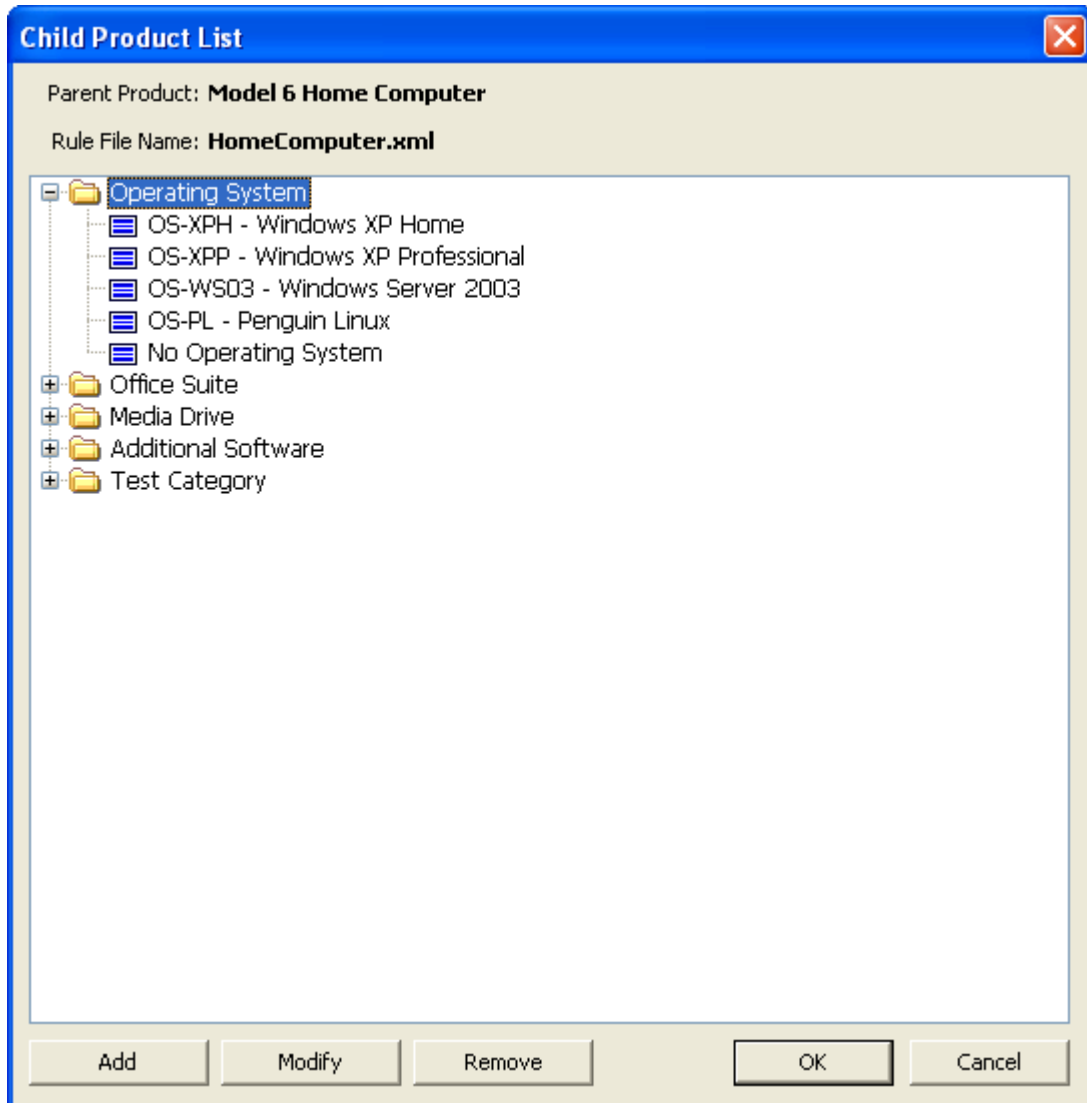 Child Product List
Parent Product: Model 6 Home Computer
Rule File Name: HomeComputer.xml
Operating System
OS-XPH - Windows XP Home
OS-XPP - Windows XP Professional
OS-WS03 - Windows Server 2003
OS-PL - Penguin Linux
No Operating System
Office Suite
Media Drive
Additional Software
Test Category
Add Modify Remove OK Cancel